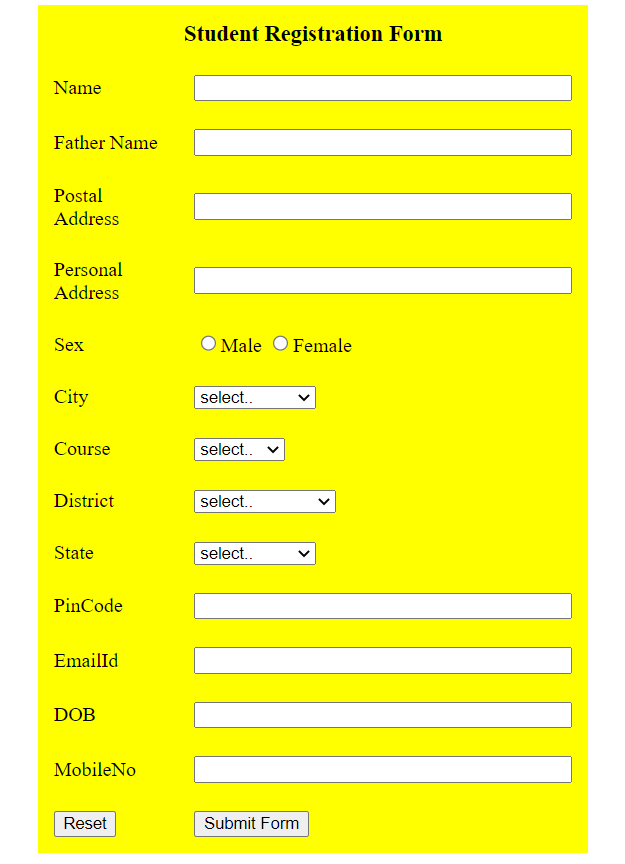 Student Registration Form
Name
Father Name
Postal
Address
Personal
Address
Sex Male Female
City select..
Course select..
District select..
State select..
PinCode
EmailId
DOB
MobileNo
Reset Submit Form